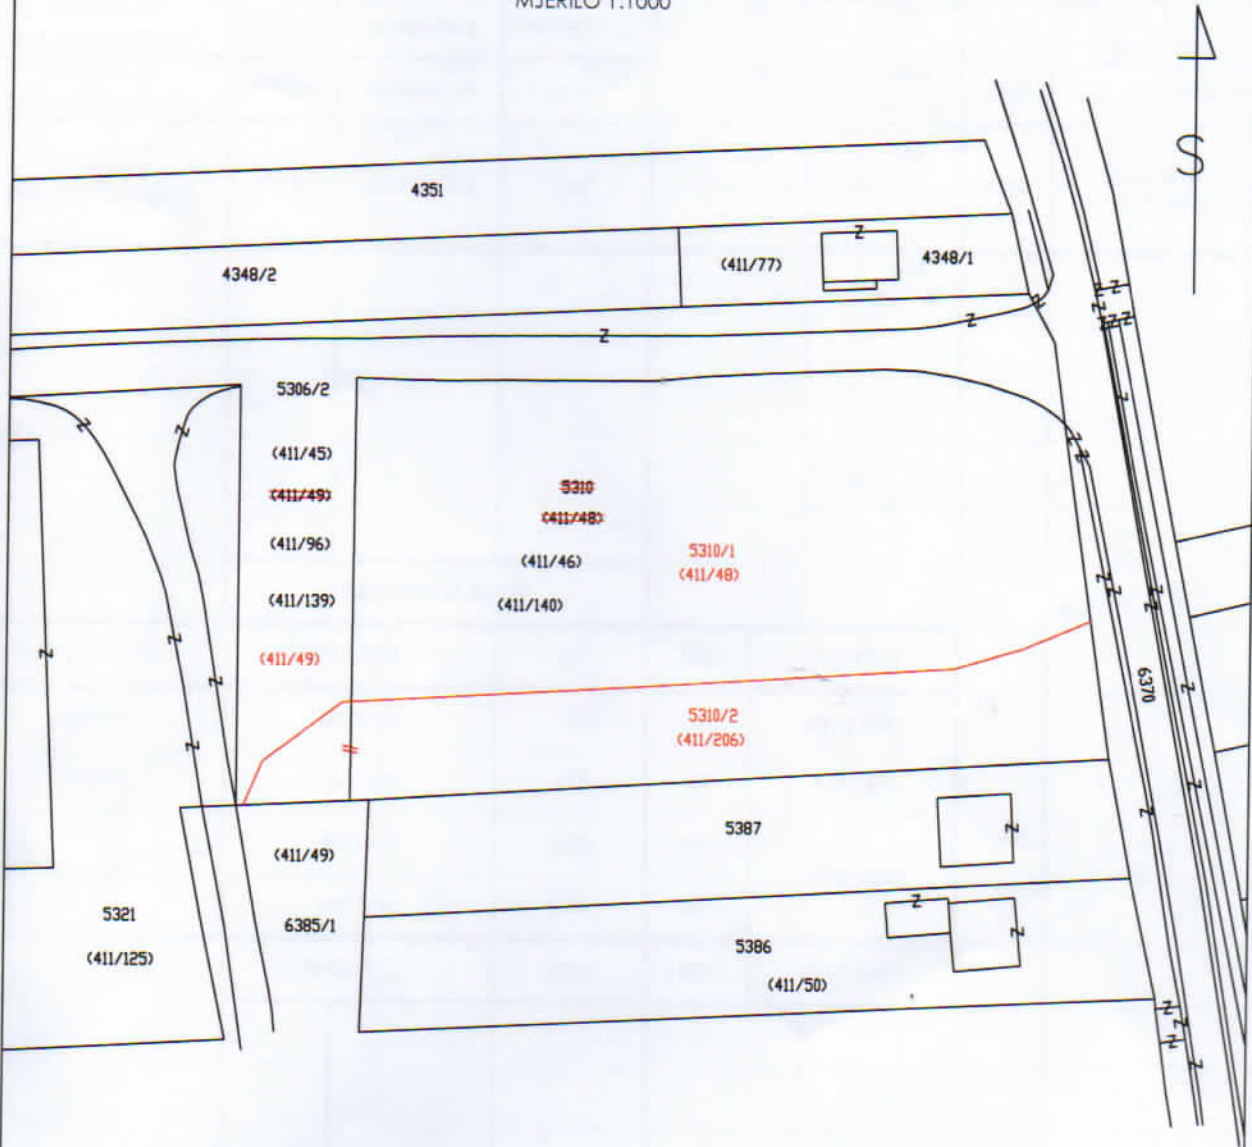 MJERILO 1:1000
S
4351
4348/2
(411/77)
Z
4348/1
Z
Z
Z
Z
Z
Z
Z
Z
Z
Z
Z
5306/2
Z
Z
Z
(411/45)
Z
Z
(411/49)
5310
(411/48)
(411/96)
(411/46)
5310/1
(411/48)
Z
Z
Z
Z
(411/139)
(411/140)
Z
Z
(411/49)
Z
6370
Z
5310/2
(411/206)
Z
Z
Z
5387
Z
(411/49)
5321
6385/1
Z
5386
Z
(411/125)
(411/50)
Z
Z
Z
Z